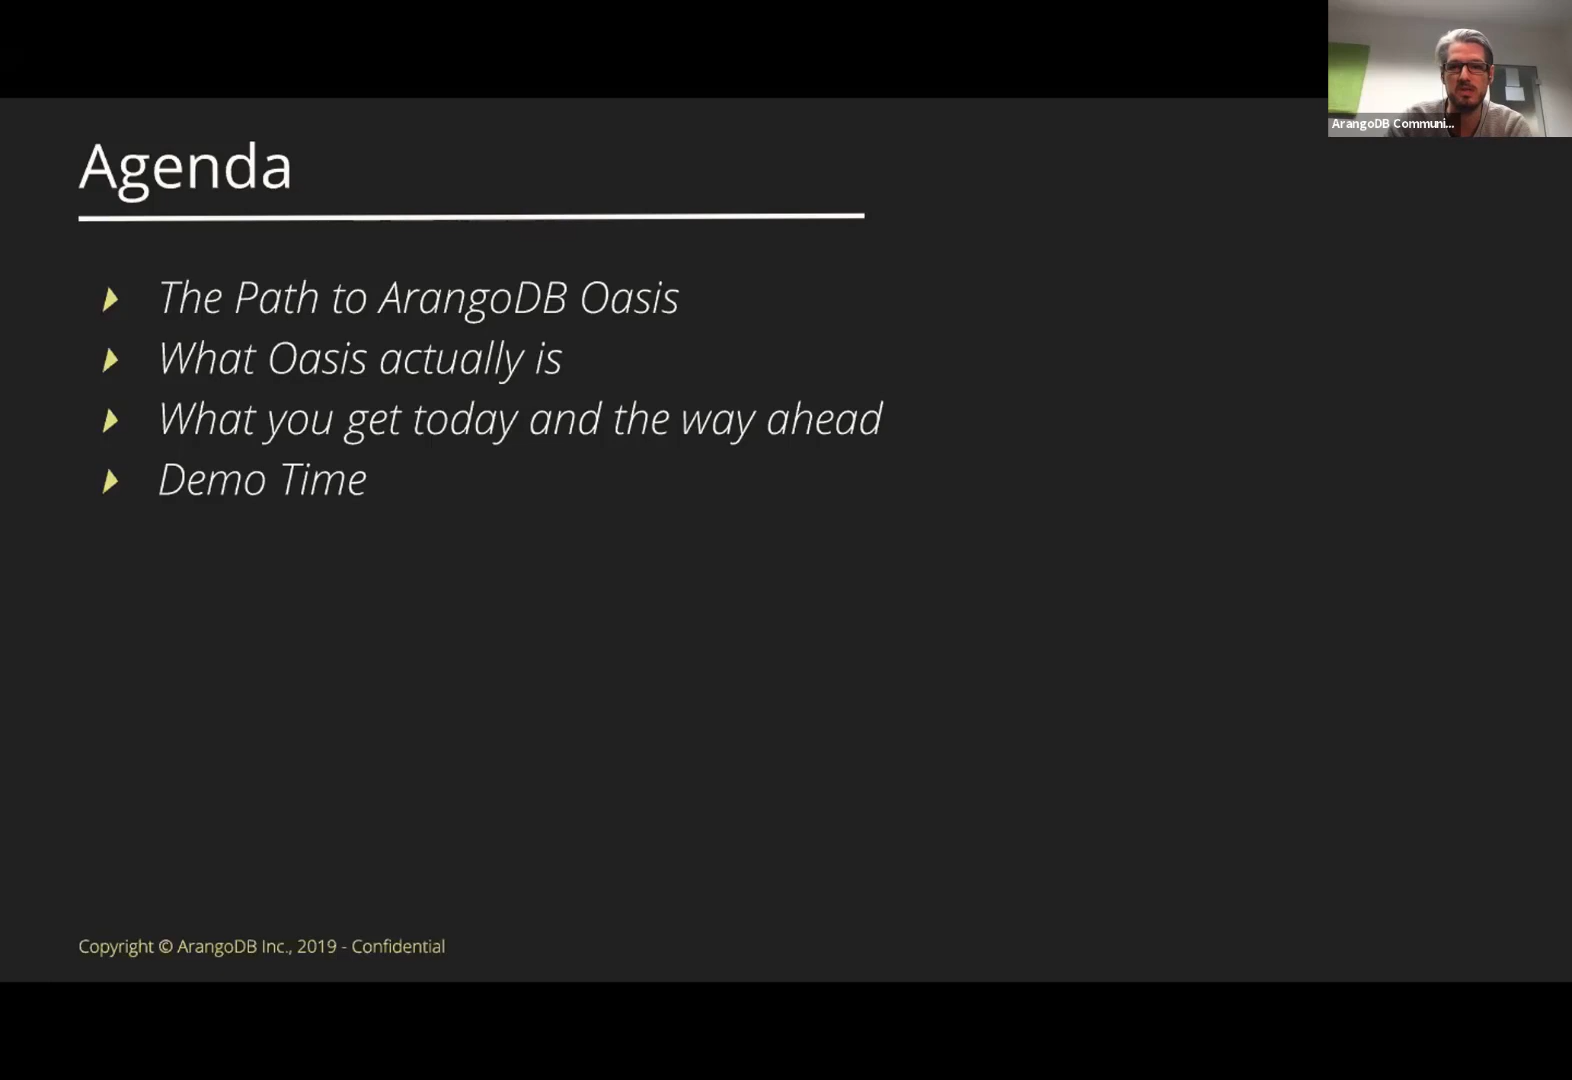 ArangoDB Communi...
Agenda
The Path to ArangoDB Oasis
What Oasis actually is
What you get today and the way ahead
Demo Time
Copyright © ArangoDB Inc., 2019 - Confidential